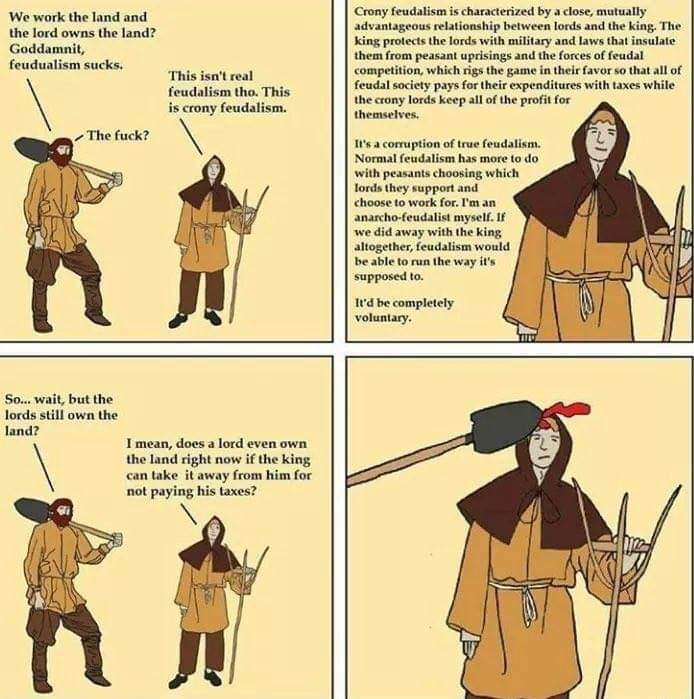 We work the land and
the lord owns the land?
Goddamnit,
feudualism sucks.
The fuck?
This isn't real
feudalism tho. This
is crony feudalism.
Crony feudalism is characterized by a close, mutually
advantageous relationship between lords and the king. The
king protects the lords with military and laws that insulate
them from peasant uprisings and the forces of feudal
competition, which rigs the game in their favor so that all of
feudal society pays for their expenditures with taxes while
the crony lords keep all of the profit for
themselves.
It's a corruption of true feudalism.
Normal feudalism has more to do
with peasants choosing which
lords they support and
choose to work for. I'm an
anarcho-feudalist myself. If
we did away with the king
altogether, feudalism would
be able to run the way it's
supposed to.
It'd be completely
voluntary.
So... wait, but the
lords still own the
land?
I mean, does a lord even own
the land right now if the king
can take it away from him for
not paying his taxes?